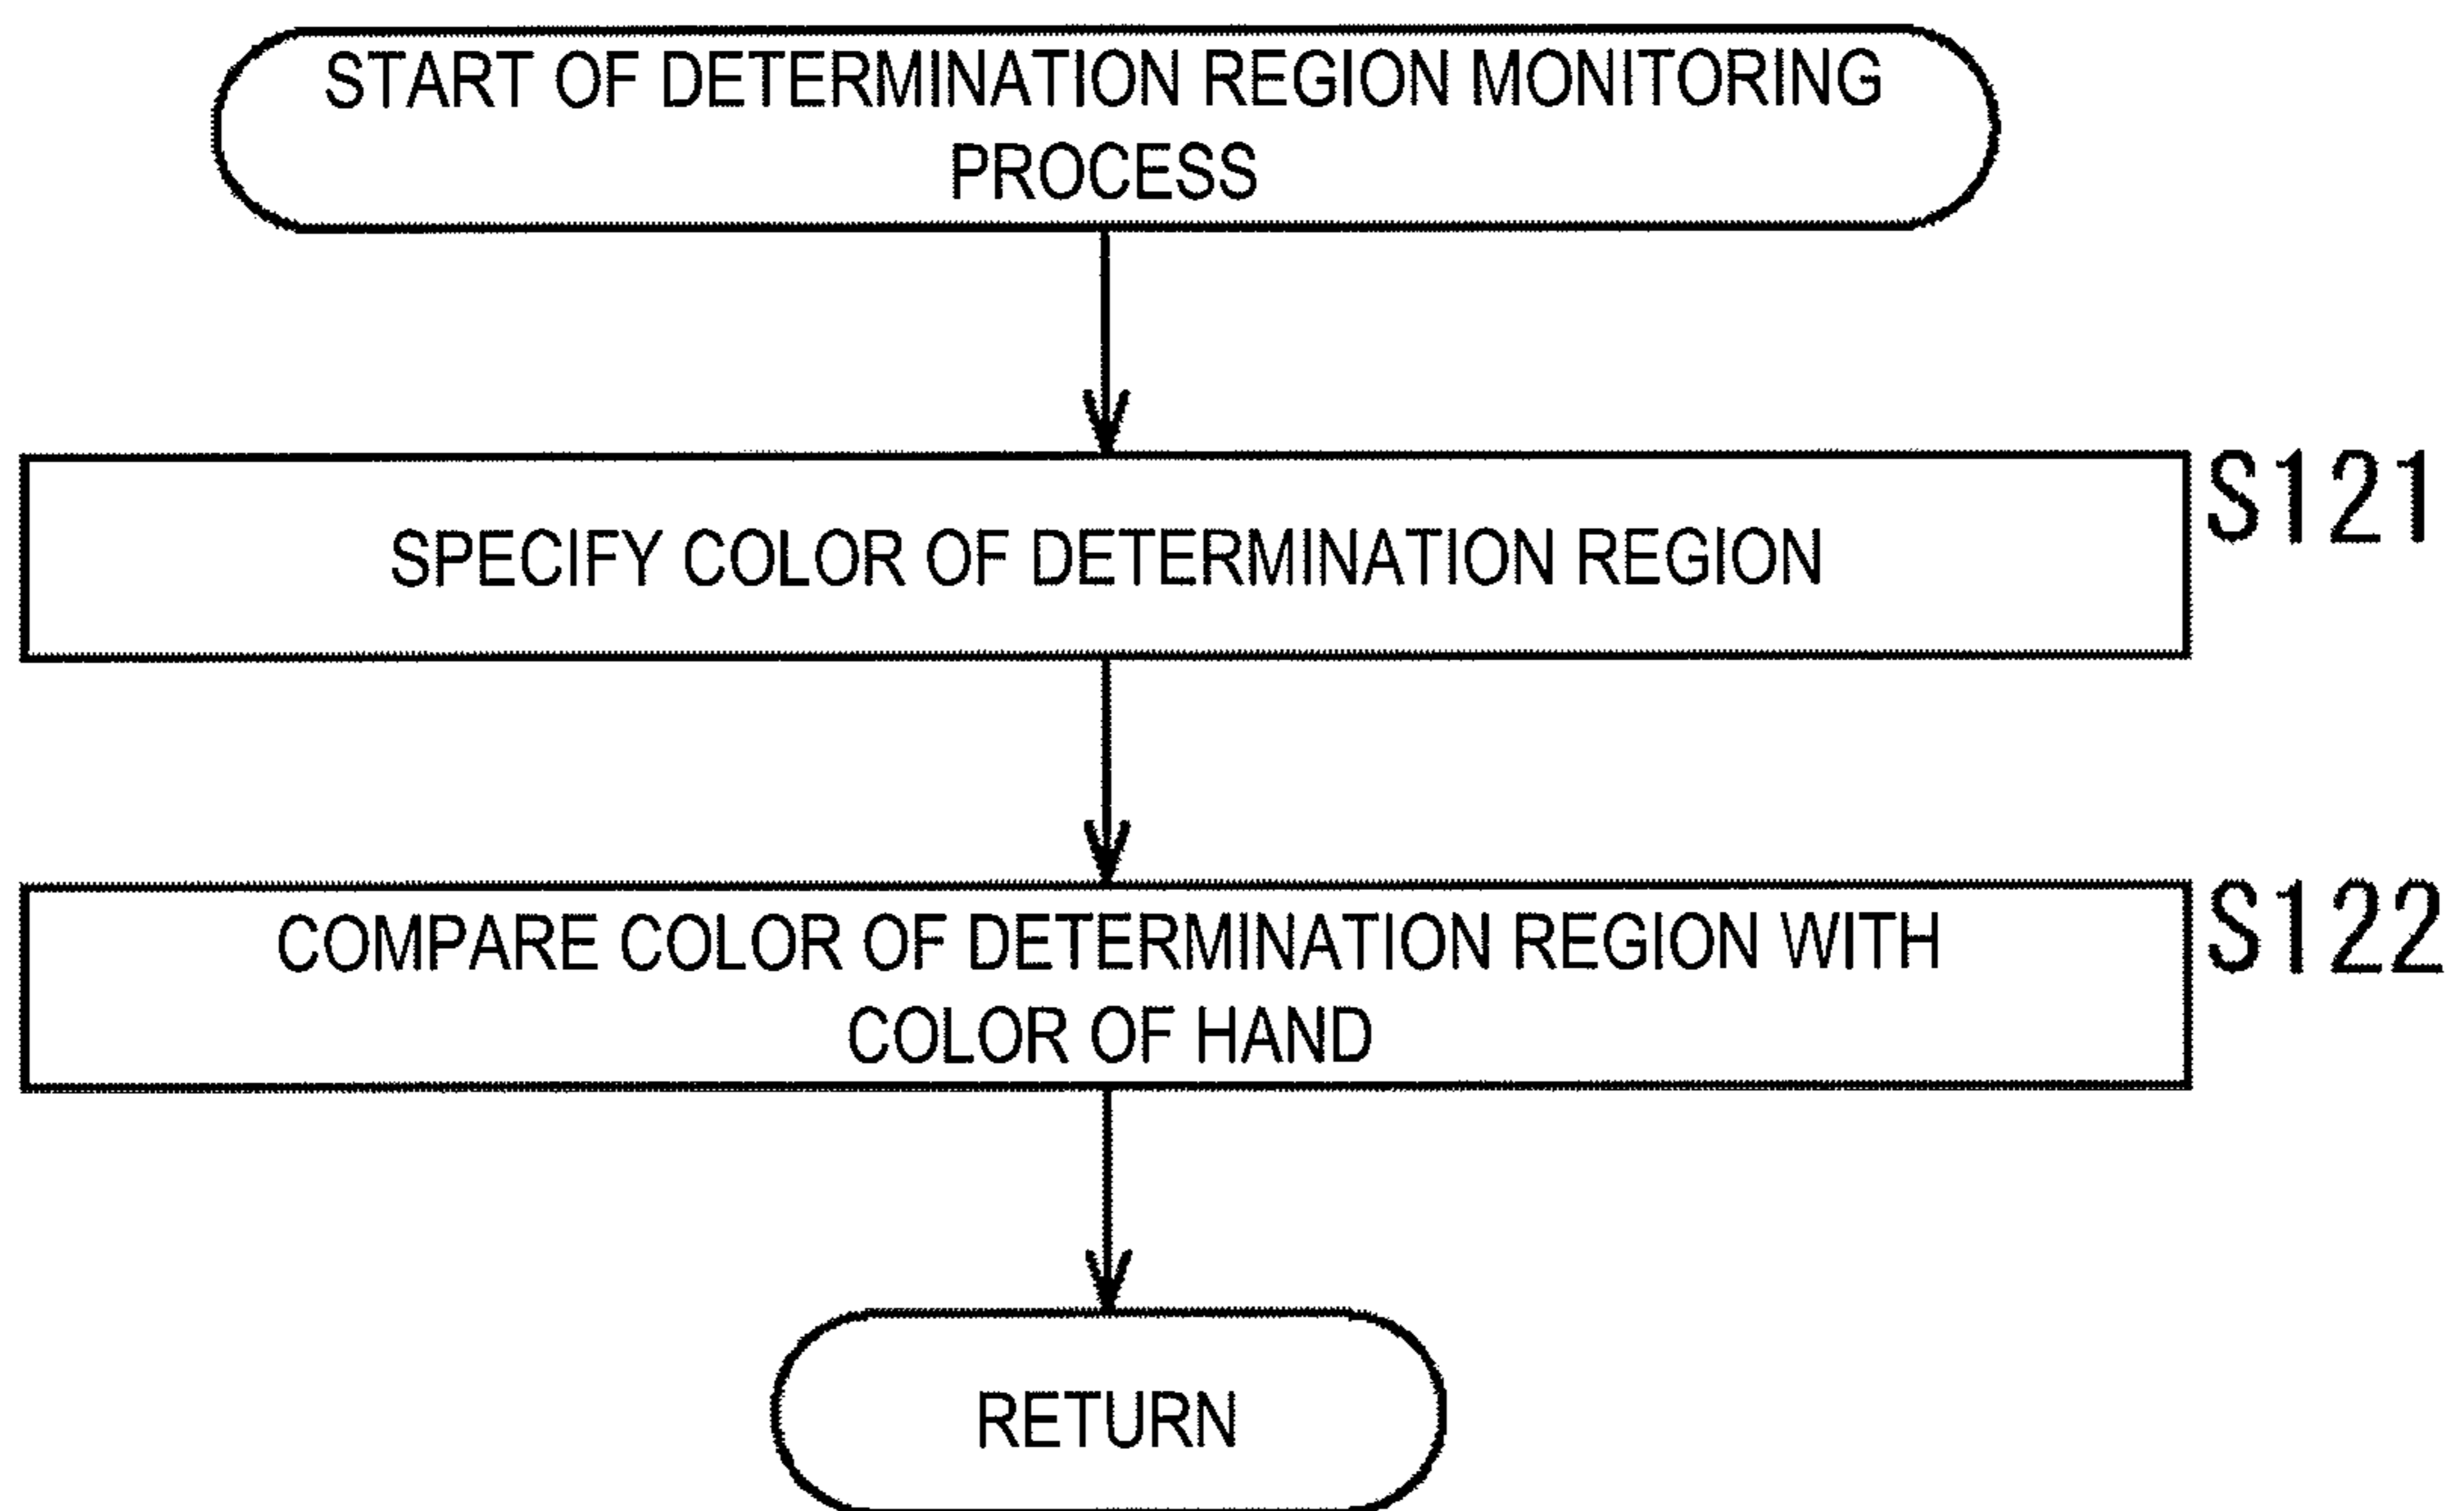 START OF DETERMINATION REGION MONITORING
PROCESS
SPECIFY COLOR OF DETERMINATION REGION
S121
COMPARE COLOR OF DETERMINATION REGION WITH
COLOR OF HAND
S122
RETURN